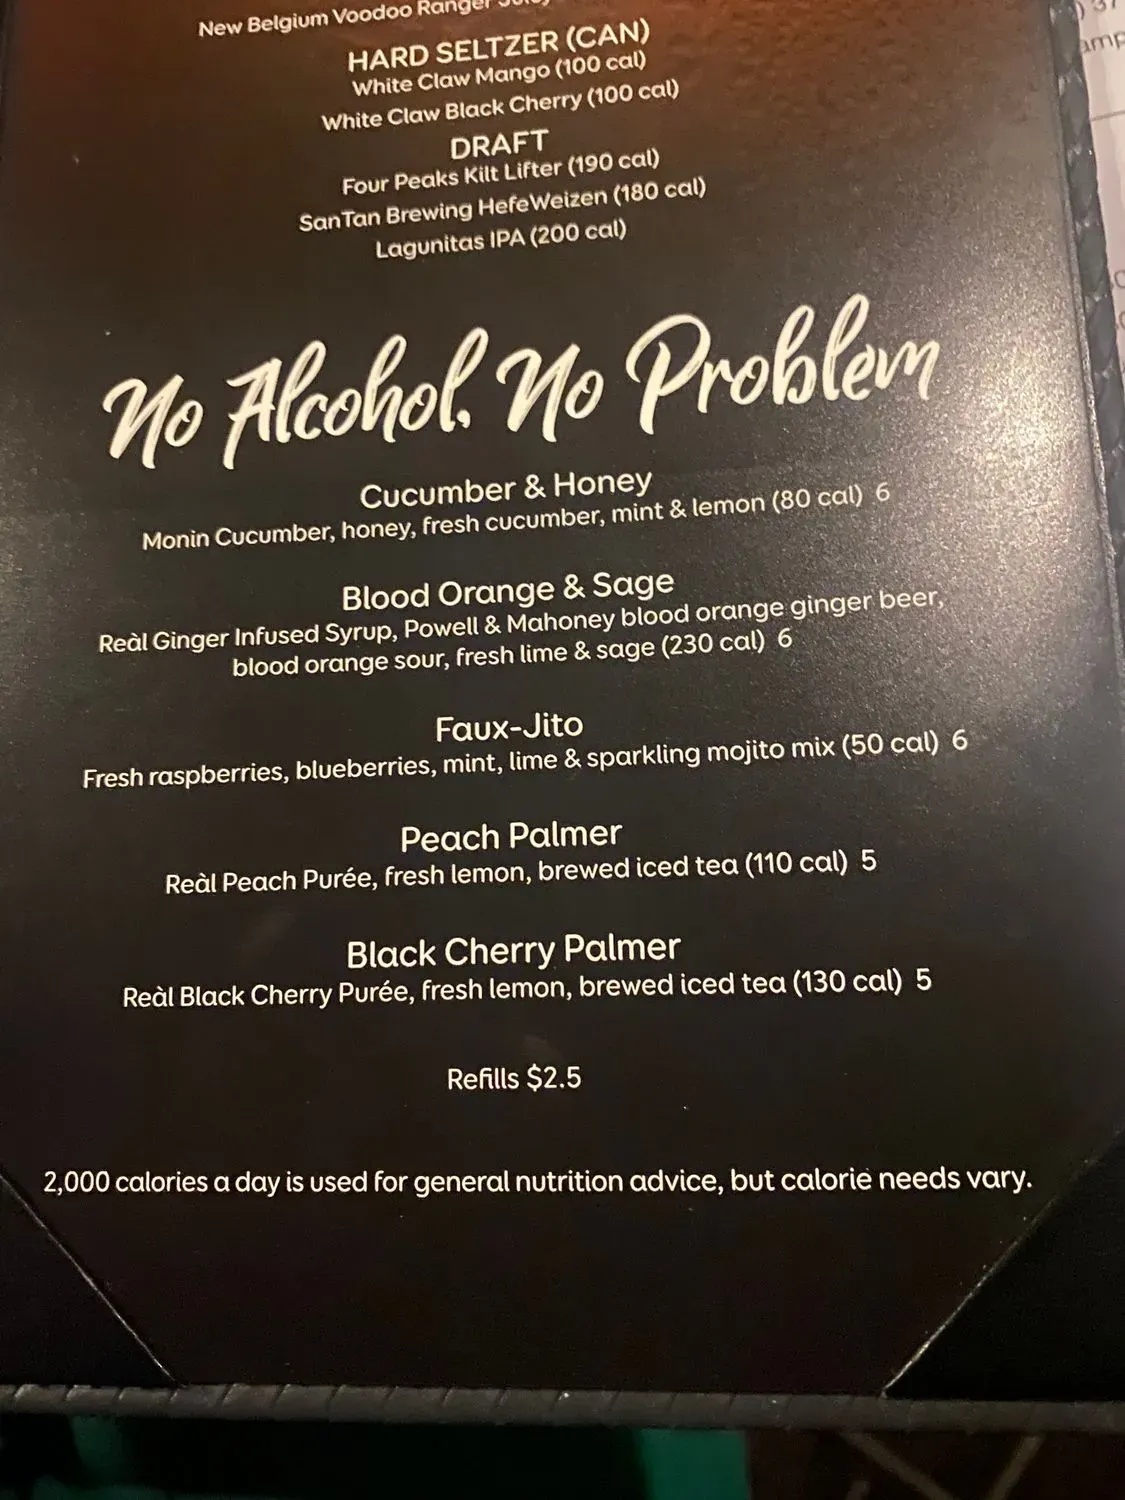 New Belgium Voodoo Ranger
HARD SELTZER (CAN)
White Claw Mango (100 cal)
White Claw Black Cherry (100 cal)
DRAFT
Four Peaks Kilt Lifter (190 cal)
SanTan Brewing HefeWeizen (180 cal)
Lagunitas IPA (200 cal)
No Alcohol, No Problem
Cucumber & Honey
Monin Cucumber, honey, fresh cucumber, mint & lemon (80 cal) 6
Blood Orange & Sage
Reàl Ginger Infused Syrup, Powell & Mahoney blood orange ginger beer,
blood orange sour, fresh lime & sage (230 cal) 6
Faux-Jito
Fresh raspberries, blueberries, mint, lime & sparkling mojito mix (50 cal) 6
Peach Palmer
Reàl Peach Purée, fresh lemon, brewed iced tea (110 cal) 5
Black Cherry Palmer
Reàl Black Cherry Purée, fresh lemon, brewed iced tea (130 cal) 5
Refills $2.5
2,000 calories a day is used for general nutrition advice, but calorie needs vary.